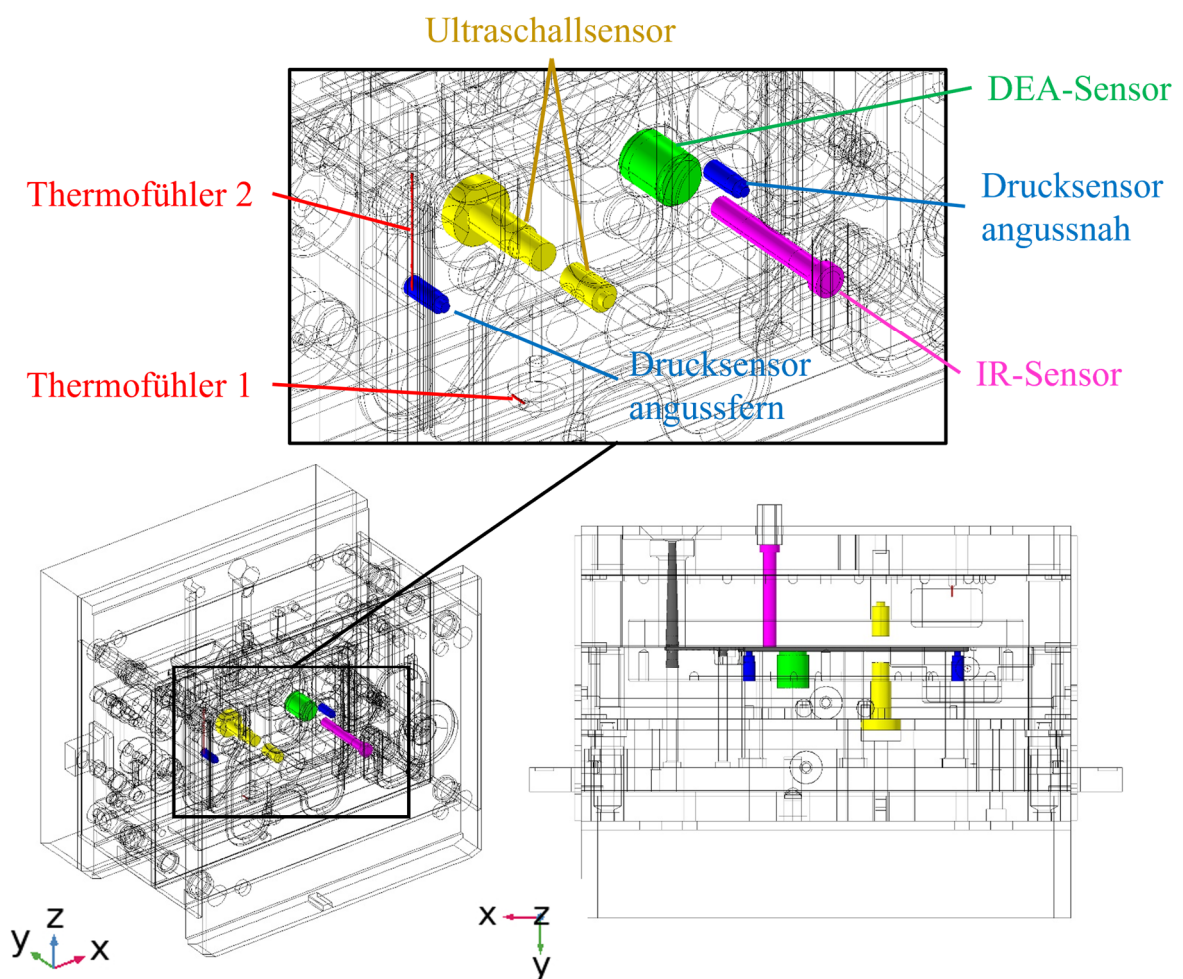 Ultraschallsensor
DEA-Sensor
Thermofühler 2
Drucksensor
angussnah
Drucksensor
angussfern
IR-Sensor
Thermofühler 1
z
y
x
x
z
y